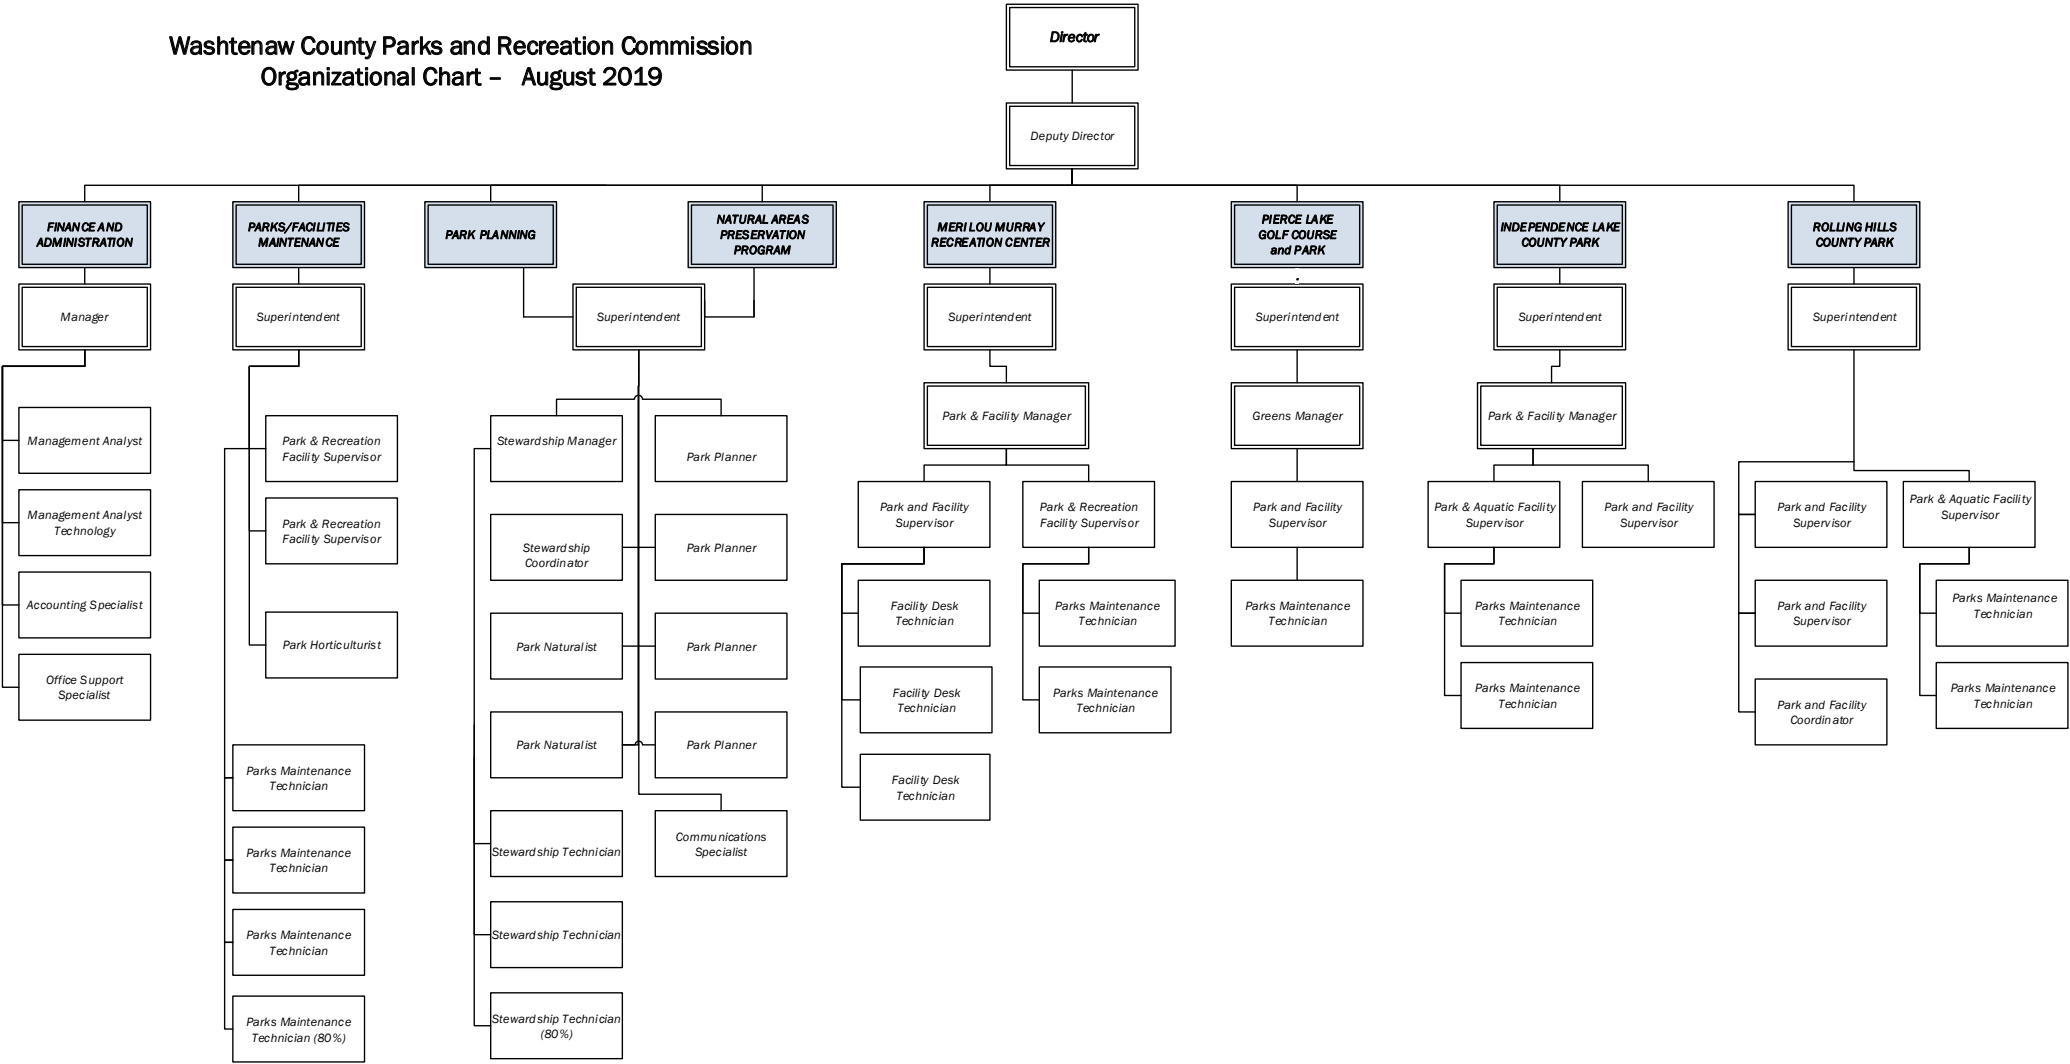 Washtenaw County Parks and Recreation Commission
Organizational Chart –   August 2019
Director
Deputy Director
FINANCE AND
ADMINISTRATION
PARKS/FACILITIES
MAINTENANCE
PARK PLANNING
NATURAL AREAS
PRESERVATION
PROGRAM
MERI LOU MURRAY
RECREATION CENTER
PIERCE LAKE
GOLF COURSE
and PARK
INDEPENDENCE LAKE
COUNTY PARK
ROLLING HILLS
COUNTY PARK
Manager
Superintendent
Superintendent
Superintendent
Superintendent
Superintendent
Superintendent
Management Analyst
Management Analyst
Technology
Accounting Specialist
Office Support
Specialist
Park & Recreation
Facility Supervisor
Park & Recreation
Facility Supervisor
Park Horticulturist
Parks Maintenance
Technician
Parks Maintenance
Technician
Parks Maintenance
Technician
Parks Maintenance
Technician (80%)
Stewardship Manager
Stewardship
Coordinator
Park Naturalist
Park Naturalist
Stewardship Technician
Stewardship Technician
Stewardship Technician
(80%)
Park Planner
Park Planner
Park Planner
Park Planner
Communications
Specialist
Park & Facility Manager
Park and Facility
Supervisor
Facility Desk
Technician
Facility Desk
Technician
Facility Desk
Technician
Park & Recreation
Facility Supervisor
Parks Maintenance
Technician
Parks Maintenance
Technician
Greens Manager
Park and Facility
Supervisor
Parks Maintenance
Technician
Park & Facility Manager
Park & Aquatic Facility
Supervisor
Parks Maintenance
Technician
Parks Maintenance
Technician
Park and Facility
Supervisor
Park and Facility
Supervisor
Park and Facility
Supervisor
Park and Facility
Coordinator
Park & Aquatic Facility
Supervisor
Parks Maintenance
Technician
Parks Maintenance
Technician